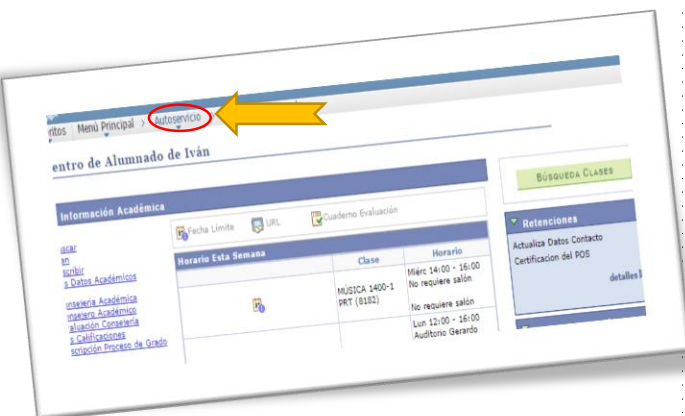 ritos Menú Principal > Autoservicio
entro de Alumnado de Iván
Información Académica
Fecha Límite URL Cuaderno Evaluación
BÚSQUEDA CLASES
Horario Esta Semana
Clase Horario
MÚSICA 1400-1
PRT (8182)
Miérc 14:00 - 16:00
No requiere salón
No requiere salón
Lun 12:00 - 16:00
Auditorio Gerardo
Retenciones
Actualiza Datos Contacto
Certificacion del POS
detalles
scar
en
scribir
s Datos Académicos
nsejería Académica
nsejero Académico
aluación Consejería
s Calificaciones
scripción Proceso de Grado